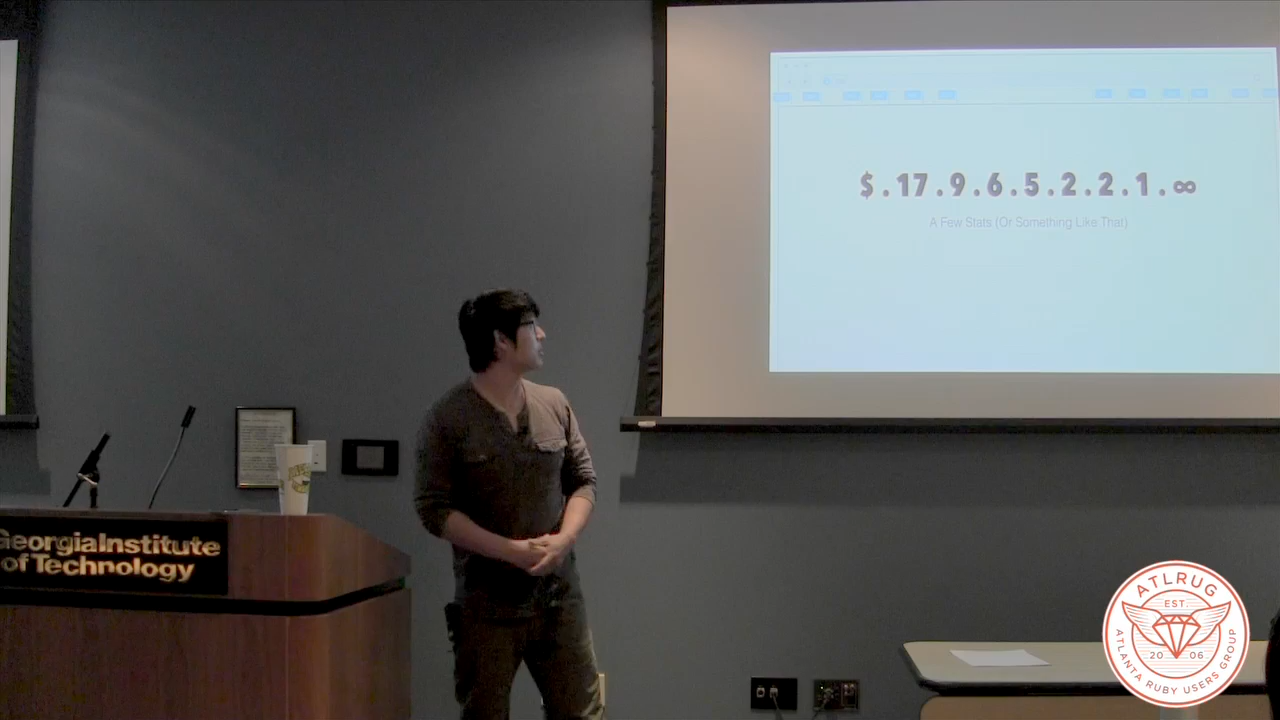 $.17.9.6.5.2.2.1.∞
A Few Stats (Or Something Like That)
GeorgiaInstitute
of Technology
ATLRUG
EST.
20 06
ATLANTA RUBY USERS GROUP